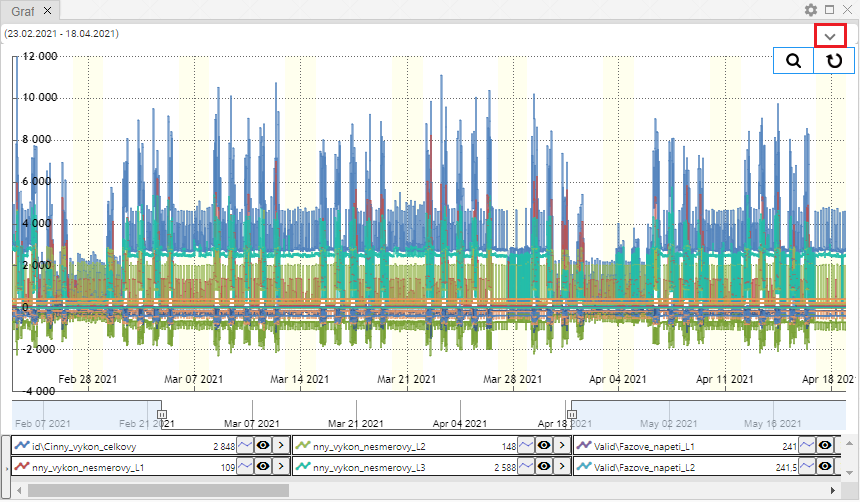 Graf
(23.02.2021 - 18.04.2021)
12 000
10 000
8 000
6 000
4 000
2 000
0
-2 000
-4 000
Feb 28 2021 Mar 07 2021 Mar 14 2021 Mar 21 2021 Mar 28 2021 Apr 04 2021 Apr 11 2021 Apr 18 2021
Feb 07 2021 Feb 21 2021 Mar 07 2021 Mar 21 2021 Apr 04 2021 Apr 18 2021 May 02 2021 May 16 2021
id\Cinny_vykon_celkovy 2 848 nny_vykon_nesmerovy_L2 148 Valid\Fazove_napeti_L1 241
nny_vykon_nesmerovy_L1 109 nny_vykon_nesmerovy_L3 2 588 Valid\Fazove_napeti_L2 241,5